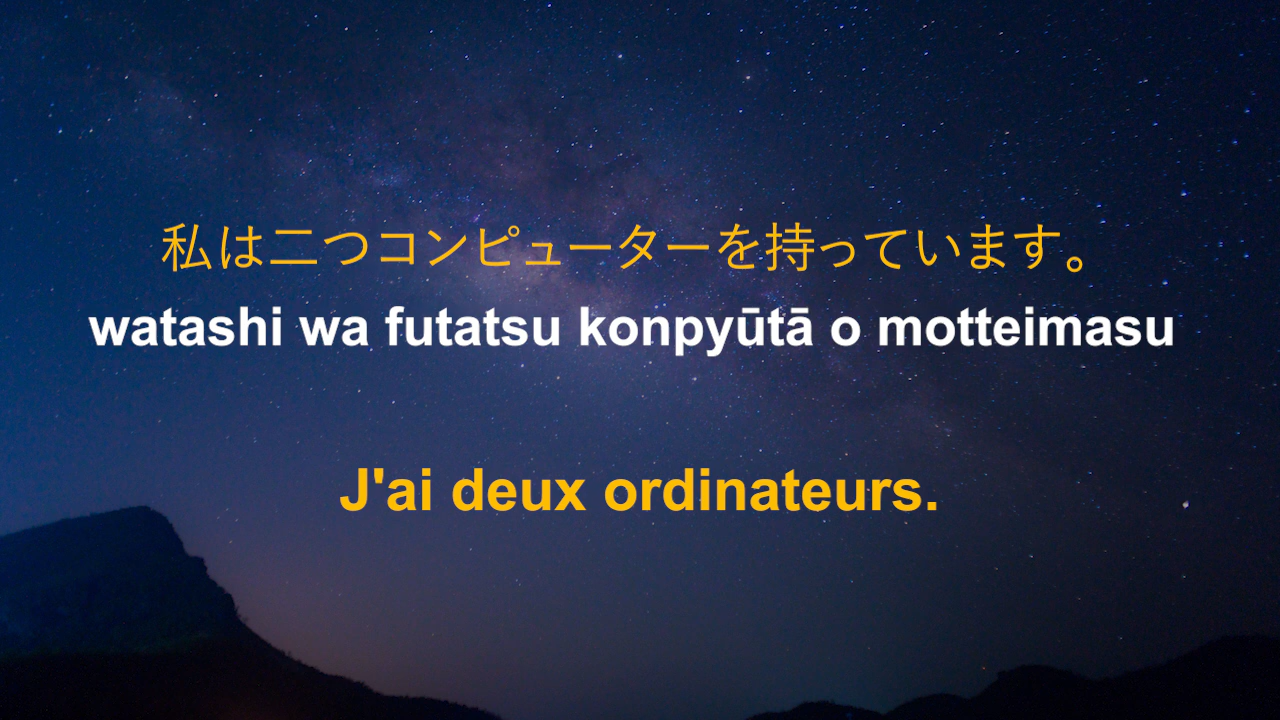 私は二つコンピューターを持っています。
watashi wa futatsu konpyūtā o motteimasu
J'ai deux ordinateurs.